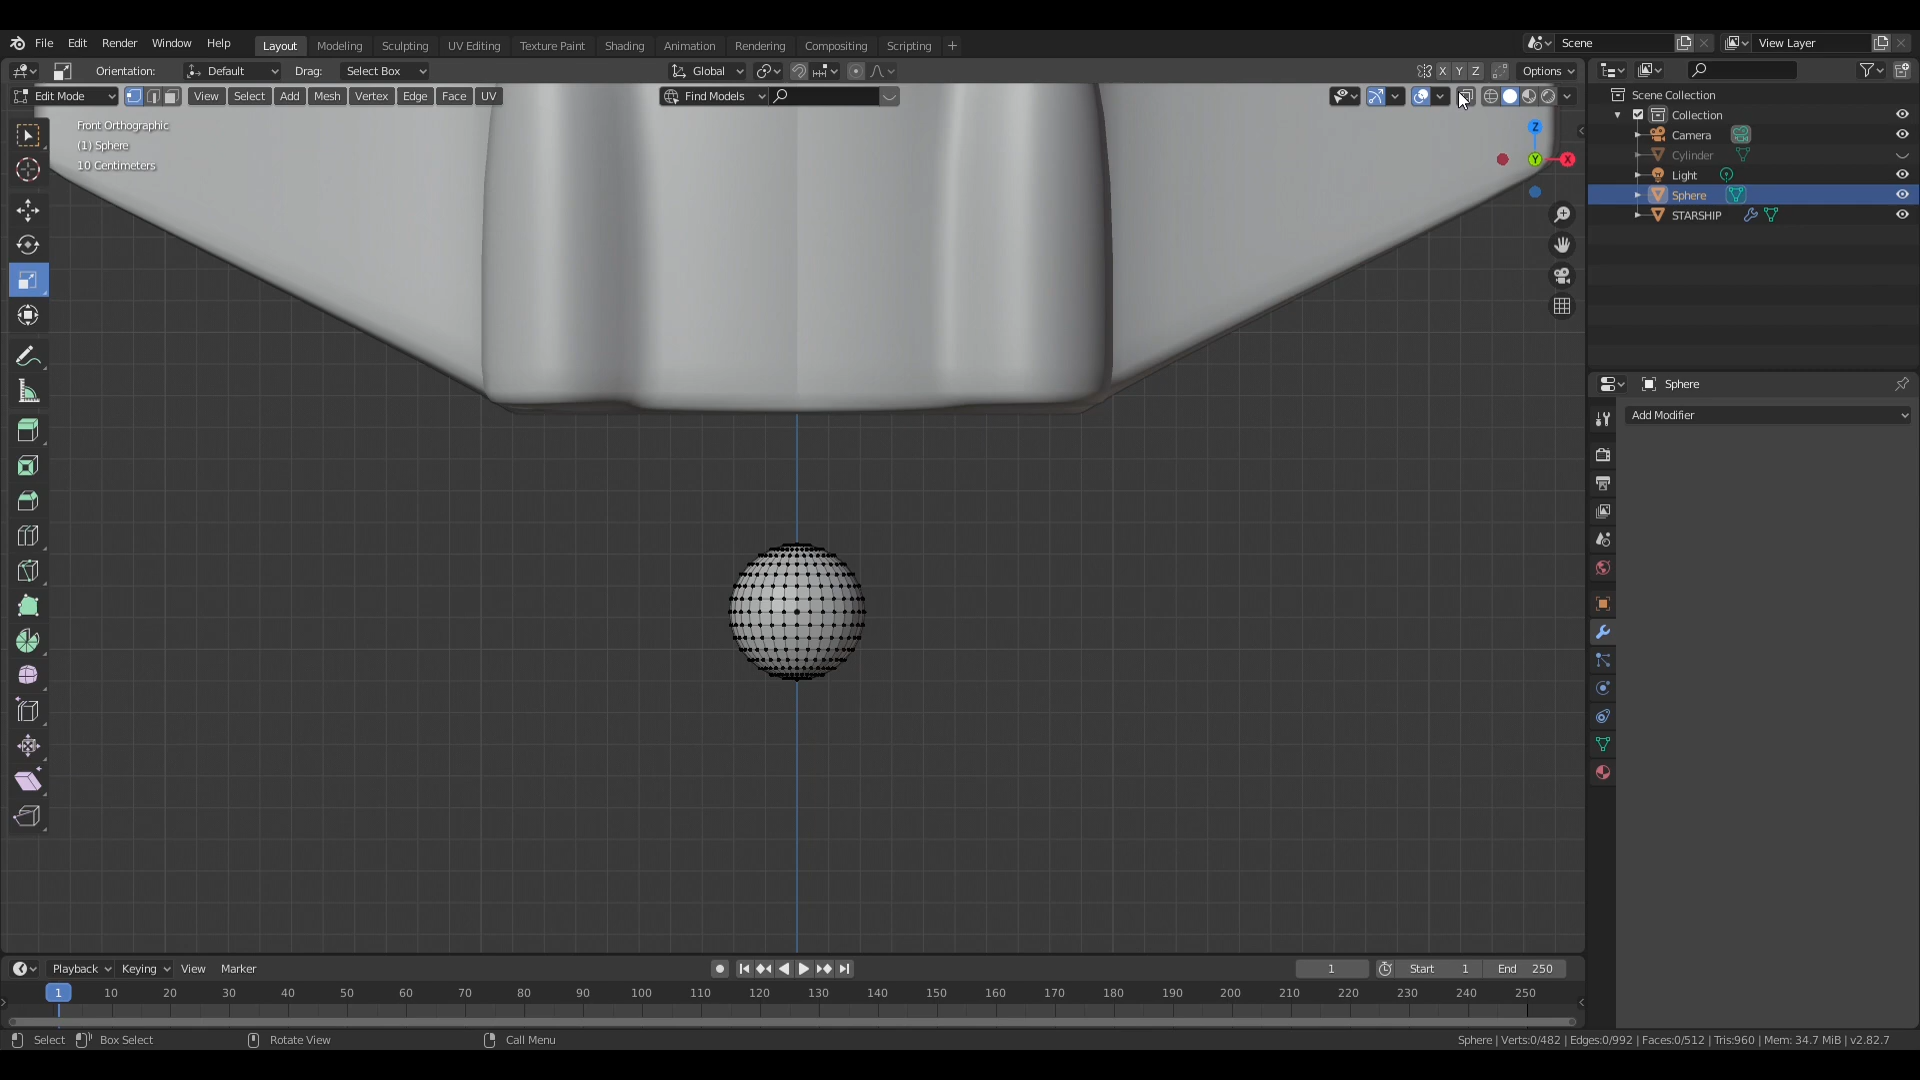 File Edit Render Window Help Layout Modeling Sculpting UV Editing Texture Paint Shading Animation Rendering Compositing Scripting + Scene View Layer
Orientation: Default Drag: Select Box Global X Y Z Options
Edit Mode View Select Add Mesh Vertex Edge Face UV Find Models
Scene Collection
Collection
Camera
Cylinder
Light
Sphere
STARSHIP
Front Orthographic
(1) Sphere
10 Centimeters
Z
Y
X
Sphere
Add Modifier
Playback Keying View Marker 1 Start 1 End 250
1 10 20 30 40 50 60 70 80 90 100 110 120 130 140 150 160 170 180 190 200 210 220 230 240 250
Select Box Select Rotate View Call Menu Sphere | Verts:0/482 | Edges:0/992 | Faces:0/512 | Tris:960 | Mem: 34.7 MiB | v2.82.7